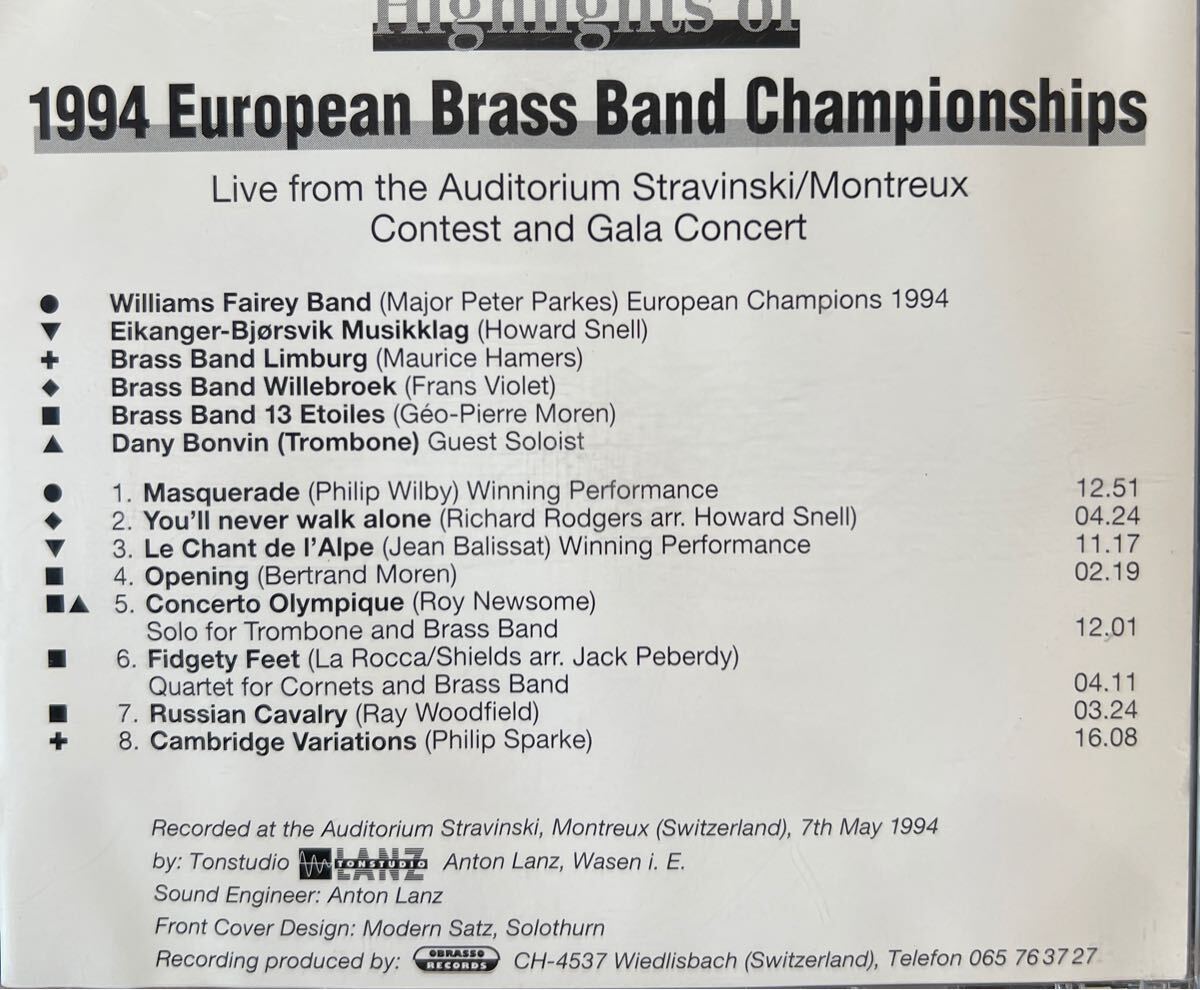 Highlights of
1994 European Brass Band Championships
Live from the Auditorium Stravinski/Montreux
Contest and Gala Concert
● Williams Fairey Band (Major Peter Parkes) European Champions 1994
▼ Eikanger-Bjørsvik Musikklag (Howard Snell)
✚ Brass Band Limburg (Maurice Hamers)
◆ Brass Band Willebroek (Frans Violet)
■ Brass Band 13 Etoiles (Géo-Pierre Moren)
▲ Dany Bonvin (Trombone) Guest Soloist
● 1. Masquerade (Philip Wilby) Winning Performance 12.51
◆ 2. You'll never walk alone (Richard Rodgers arr. Howard Snell) 04.24
▼ 3. Le Chant de l'Alpe (Jean Balissat) Winning Performance 11.17
■ 4. Opening (Bertrand Moren) 02.19
■▲ 5. Concerto Olympique (Roy Newsome)
Solo for Trombone and Brass Band 12.01
■ 6. Fidgety Feet (La Rocca/Shields arr. Jack Peberdy)
Quartet for Cornets and Brass Band 04.11
■ 7. Russian Cavalry (Ray Woodfield) 03.24
✚ 8. Cambridge Variations (Philip Sparke) 16.08
Recorded at the Auditorium Stravinski, Montreux (Switzerland), 7th May 1994
by: Tonstudio LANZ TONSTUDIO Anton Lanz, Wasen i. E.
Sound Engineer: Anton Lanz
Front Cover Design: Modern Satz, Solothurn
Recording produced by: OBRASSO RECORDS CH-4537 Wiedlisbach (Switzerland), Telefon 065 76 37 27